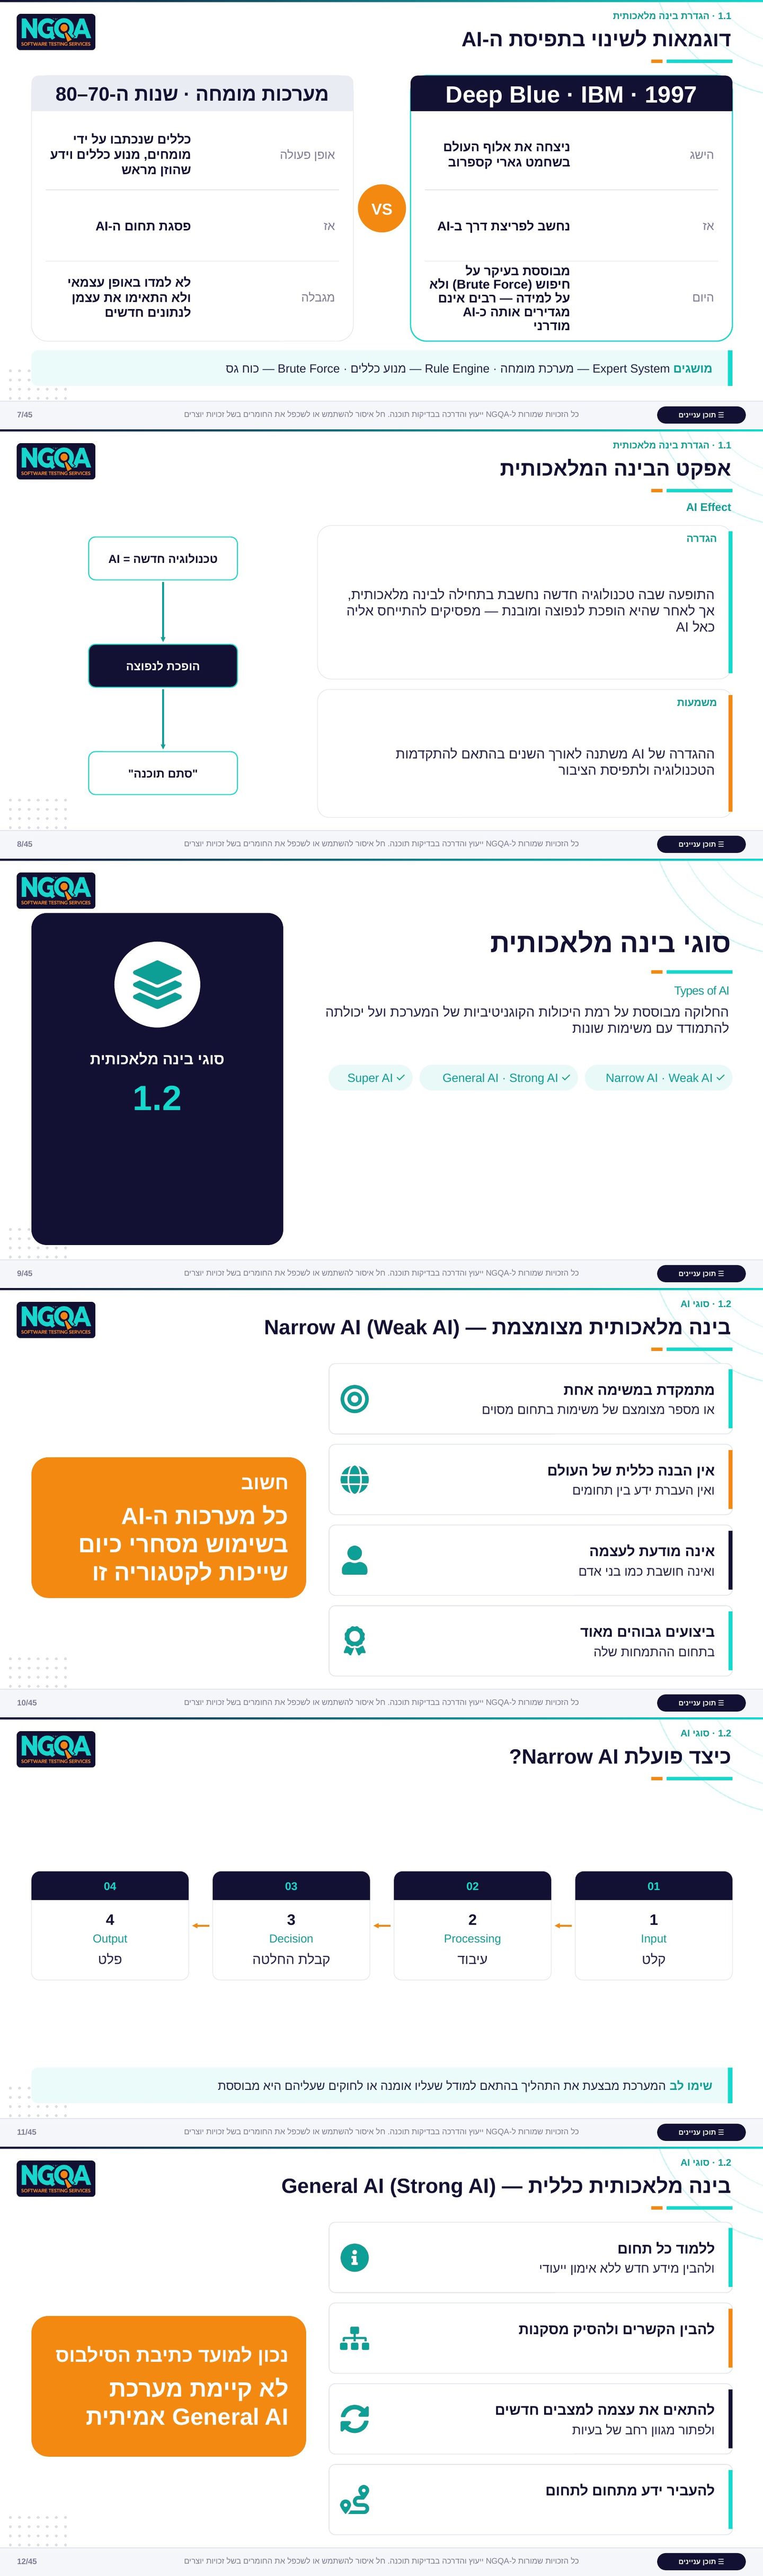 1.1 · הגדרת בינה מלאכותית
NGQA
SOFTWARE TESTING SERVICES
דוגמאות לשינוי בתפיסת ה-AI
Deep Blue · IBM · 1997
הישג
ניצחה את אלוף העולם
בשחמט גארי קספרוב
אז
נחשב לפריצת דרך ב-AI
היום
מבוססת בעיקר על
חיפוש (Brute Force) ולא
על למידה — רבים אינם
מגדירים אותה כ-AI
מודרני
VS
מערכות מומחה · שנות ה-70–80
אופן פעולה
כללים שנכתבו על ידי
מומחים, מנוע כללים וידע
שהוזן מראש
אז
פסגת תחום ה-AI
מגבלה
לא למדו באופן עצמאי
ולא התאימו את עצמן
לנתונים חדשים
מושגים Expert System — מערכת מומחה · Rule Engine — מנוע כללים · Brute Force — כוח גס
☰ תוכן עניינים
כל הזכויות שמורות ל-NGQA ייעוץ והדרכה בבדיקות תוכנה. חל איסור להשתמש או לשכפל את החומרים בשל זכויות יוצרים
7/45
1.1 · הגדרת בינה מלאכותית
NGQA
SOFTWARE TESTING SERVICES
אפקט הבינה המלאכותית
AI Effect
הגדרה
התופעה שבה טכנולוגיה חדשה נחשבת בתחילה לבינה מלאכותית,
אך לאחר שהיא הופכת לנפוצה ומובנת — מפסיקים להתייחס אליה
כאל AI
משמעות
ההגדרה של AI משתנה לאורך השנים בהתאם להתקדמות
הטכנולוגיה ולתפיסת הציבור
טכנולוגיה חדשה = AI
הופכת לנפוצה
"סתם תוכנה"
☰ תוכן עניינים
כל הזכויות שמורות ל-NGQA ייעוץ והדרכה בבדיקות תוכנה. חל איסור להשתמש או לשכפל את החומרים בשל זכויות יוצרים
8/45
NGQA
SOFTWARE TESTING SERVICES
סוגי בינה מלאכותית
Types of AI
החלוקה מבוססת על רמת היכולות הקוגניטיביות של המערכת ועל יכולתה
להתמודד עם משימות שונות
✓ Narrow AI · Weak AI
✓ General AI · Strong AI
✓ Super AI
סוגי בינה מלאכותית
1.2
☰ תוכן עניינים
כל הזכויות שמורות ל-NGQA ייעוץ והדרכה בבדיקות תוכנה. חל איסור להשתמש או לשכפל את החומרים בשל זכויות יוצרים
9/45
1.2 · סוגי AI
NGQA
SOFTWARE TESTING SERVICES
בינה מלאכותית מצומצמת — Narrow AI (Weak AI)
מתמקדת במשימה אחת
או מספר מצומצם של משימות בתחום מסוים
אין הבנה כללית של העולם
ואין העברת ידע בין תחומים
אינה מודעת לעצמה
ואינה חושבת כמו בני אדם
ביצועים גבוהים מאוד
בתחום ההתמחות שלה
חשוב
כל מערכות ה-AI
בשימוש מסחרי כיום
שייכות לקטגוריה זו
☰ תוכן עניינים
כל הזכויות שמורות ל-NGQA ייעוץ והדרכה בבדיקות תוכנה. חל איסור להשתמש או לשכפל את החומרים בשל זכויות יוצרים
10/45
1.2 · סוגי AI
NGQA
SOFTWARE TESTING SERVICES
כיצד פועלת Narrow AI?
01
1
Input
קלט
02
2
Processing
עיבוד
03
3
Decision
קבלת החלטה
04
4
Output
פלט
שימו לב המערכת מבצעת את התהליך בהתאם למודל שעליו אומנה או לחוקים שעליהם היא מבוססת
☰ תוכן עניינים
כל הזכויות שמורות ל-NGQA ייעוץ והדרכה בבדיקות תוכנה. חל איסור להשתמש או לשכפל את החומרים בשל זכויות יוצרים
11/45
1.2 · סוגי AI
NGQA
SOFTWARE TESTING SERVICES
בינה מלאכותית כללית — General AI (Strong AI)
ללמוד כל תחום
ולהבין מידע חדש ללא אימון ייעודי
להבין הקשרים ולהסיק מסקנות
להתאים את עצמה למצבים חדשים
ולפתור מגוון רחב של בעיות
להעביר ידע מתחום לתחום
נכון למועד כתיבת הסילבוס
לא קיימת מערכת
General AI אמיתית
☰ תוכן עניינים
כל הזכויות שמורות ל-NGQA ייעוץ והדרכה בבדיקות תוכנה. חל איסור להשתמש או לשכפל את החומרים בשל זכויות יוצרים
12/45